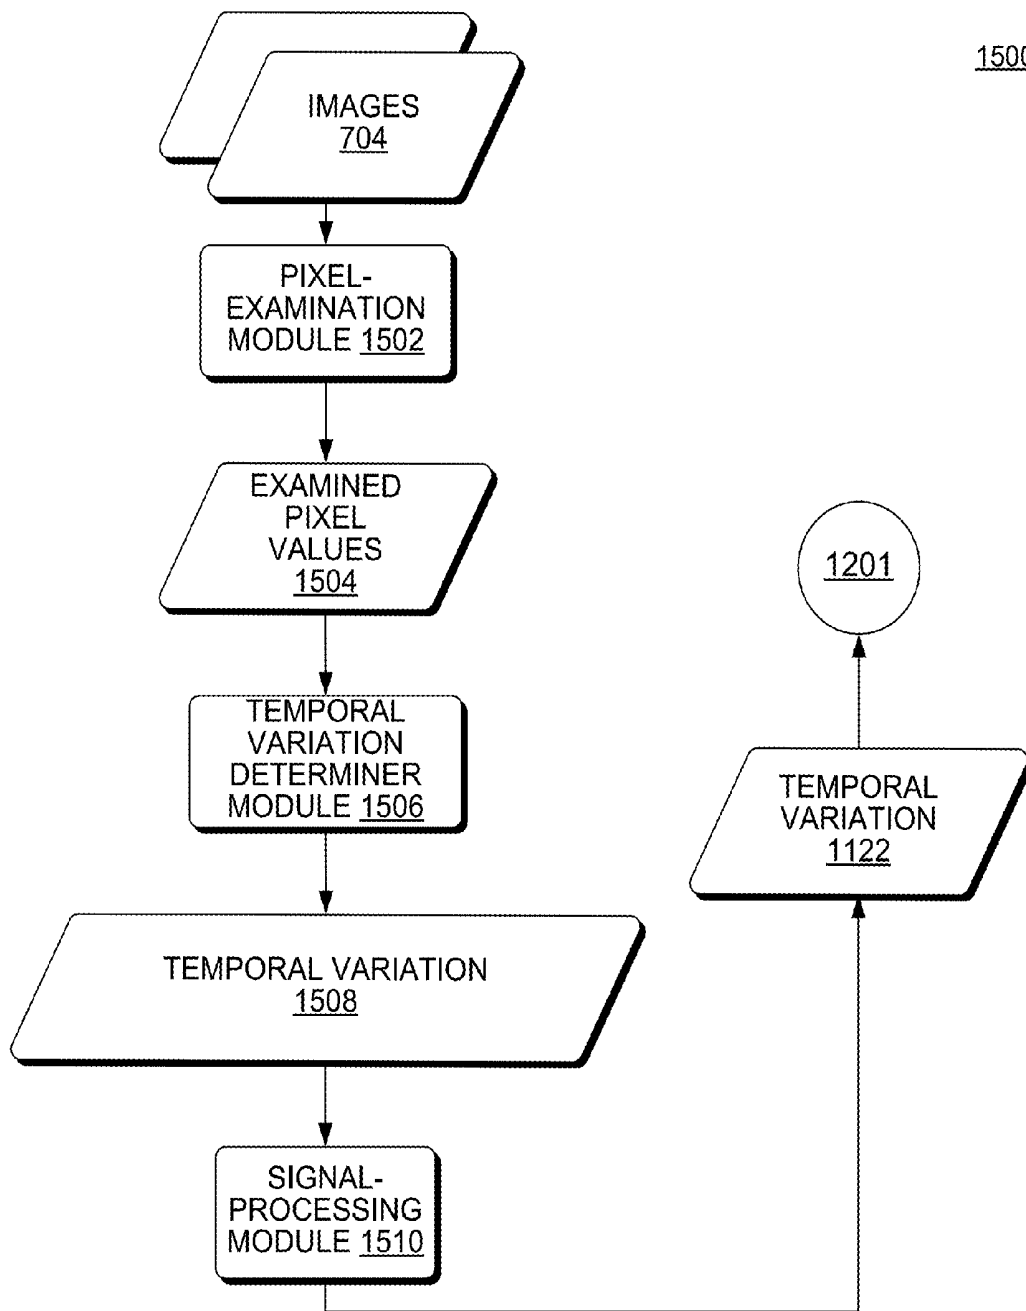 1500
IMAGES
704
PIXEL-
EXAMINATION
MODULE 1502
EXAMINED
PIXEL
VALUES
1504
TEMPORAL
VARIATION
DETERMINER
MODULE 1506
TEMPORAL VARIATION
1508
SIGNAL-
PROCESSING
MODULE 1510
TEMPORAL
VARIATION
1122
1201